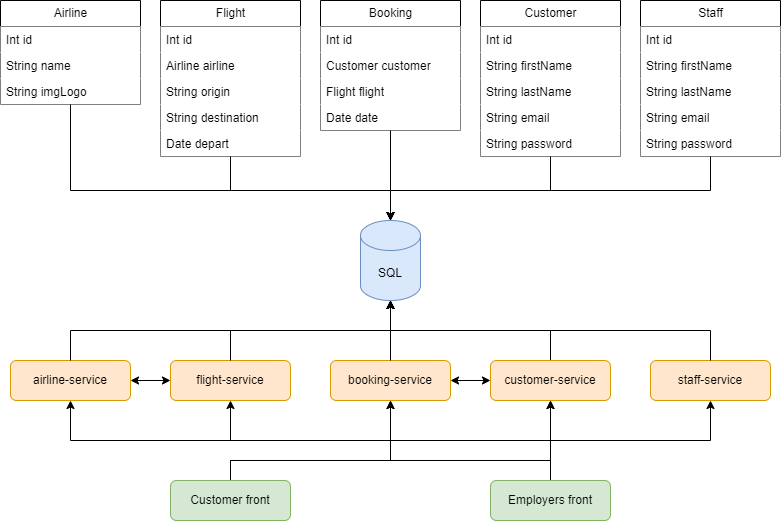 Airline
Int id
String name
String imgLogo
Flight
Int id
Airline airline
String origin
String destination
Date depart
Booking
Int id
Customer customer
Flight flight
Date date
Customer
Int id
String firstName
String lastName
String email
String password
Staff
Int id
String firstName
String lastName
String email
String password
SQL
airline-service
flight-service
booking-service
customer-service
staff-service
Customer front
Employers front